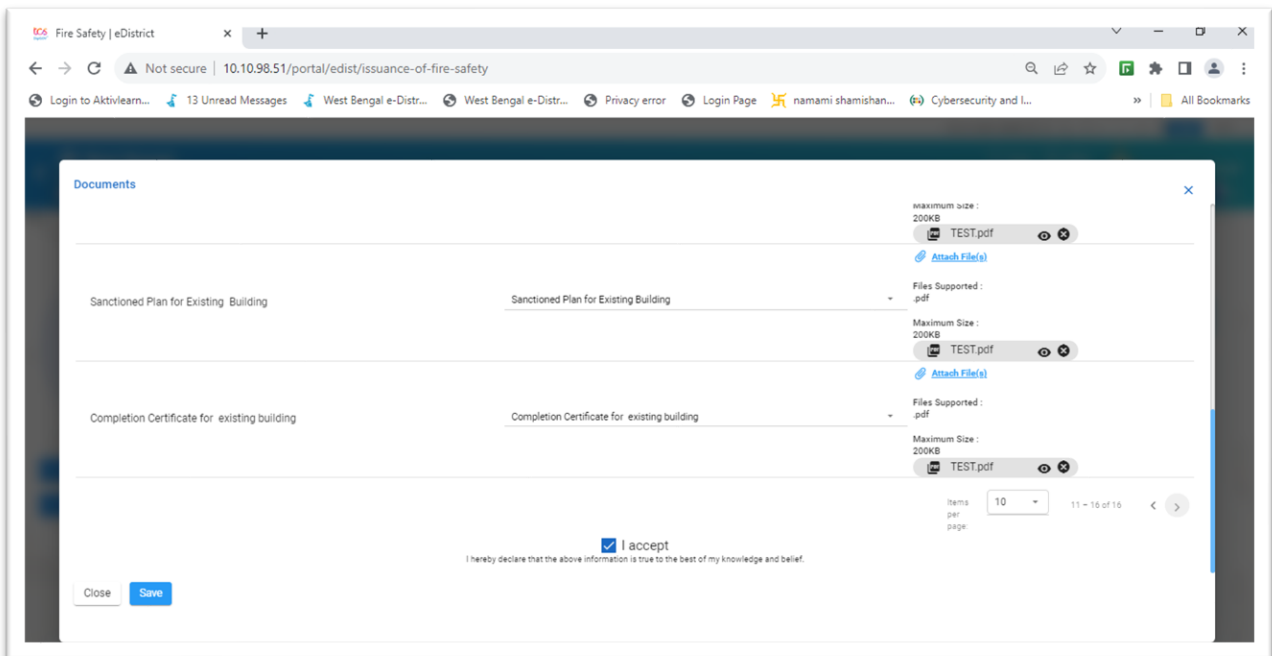 Fire Safety | eDistrict
Not secure | 10.10.98.51/portal/edist/issuance-of-fire-safety
Login to Aktivlearn... 13 Unread Messages West Bengal e-Distr... West Bengal e-Distr... Privacy error Login Page namami shamishan... Cybersecurity and I... » All Bookmarks
Documents
Maximum Size :
200KB
TEST.pdf
Attach File(s)
Sanctioned Plan for Existing Building Sanctioned Plan for Existing Building
Files Supported :
.pdf
Maximum Size :
200KB
TEST.pdf
Attach File(s)
Completion Certificate for existing building Completion Certificate for existing building
Files Supported :
.pdf
Maximum Size :
200KB
TEST.pdf
Items
per
page:
10 11 – 16 of 16
I accept
I hereby declare that the above information is true to the best of my knowledge and belief.
Close Save